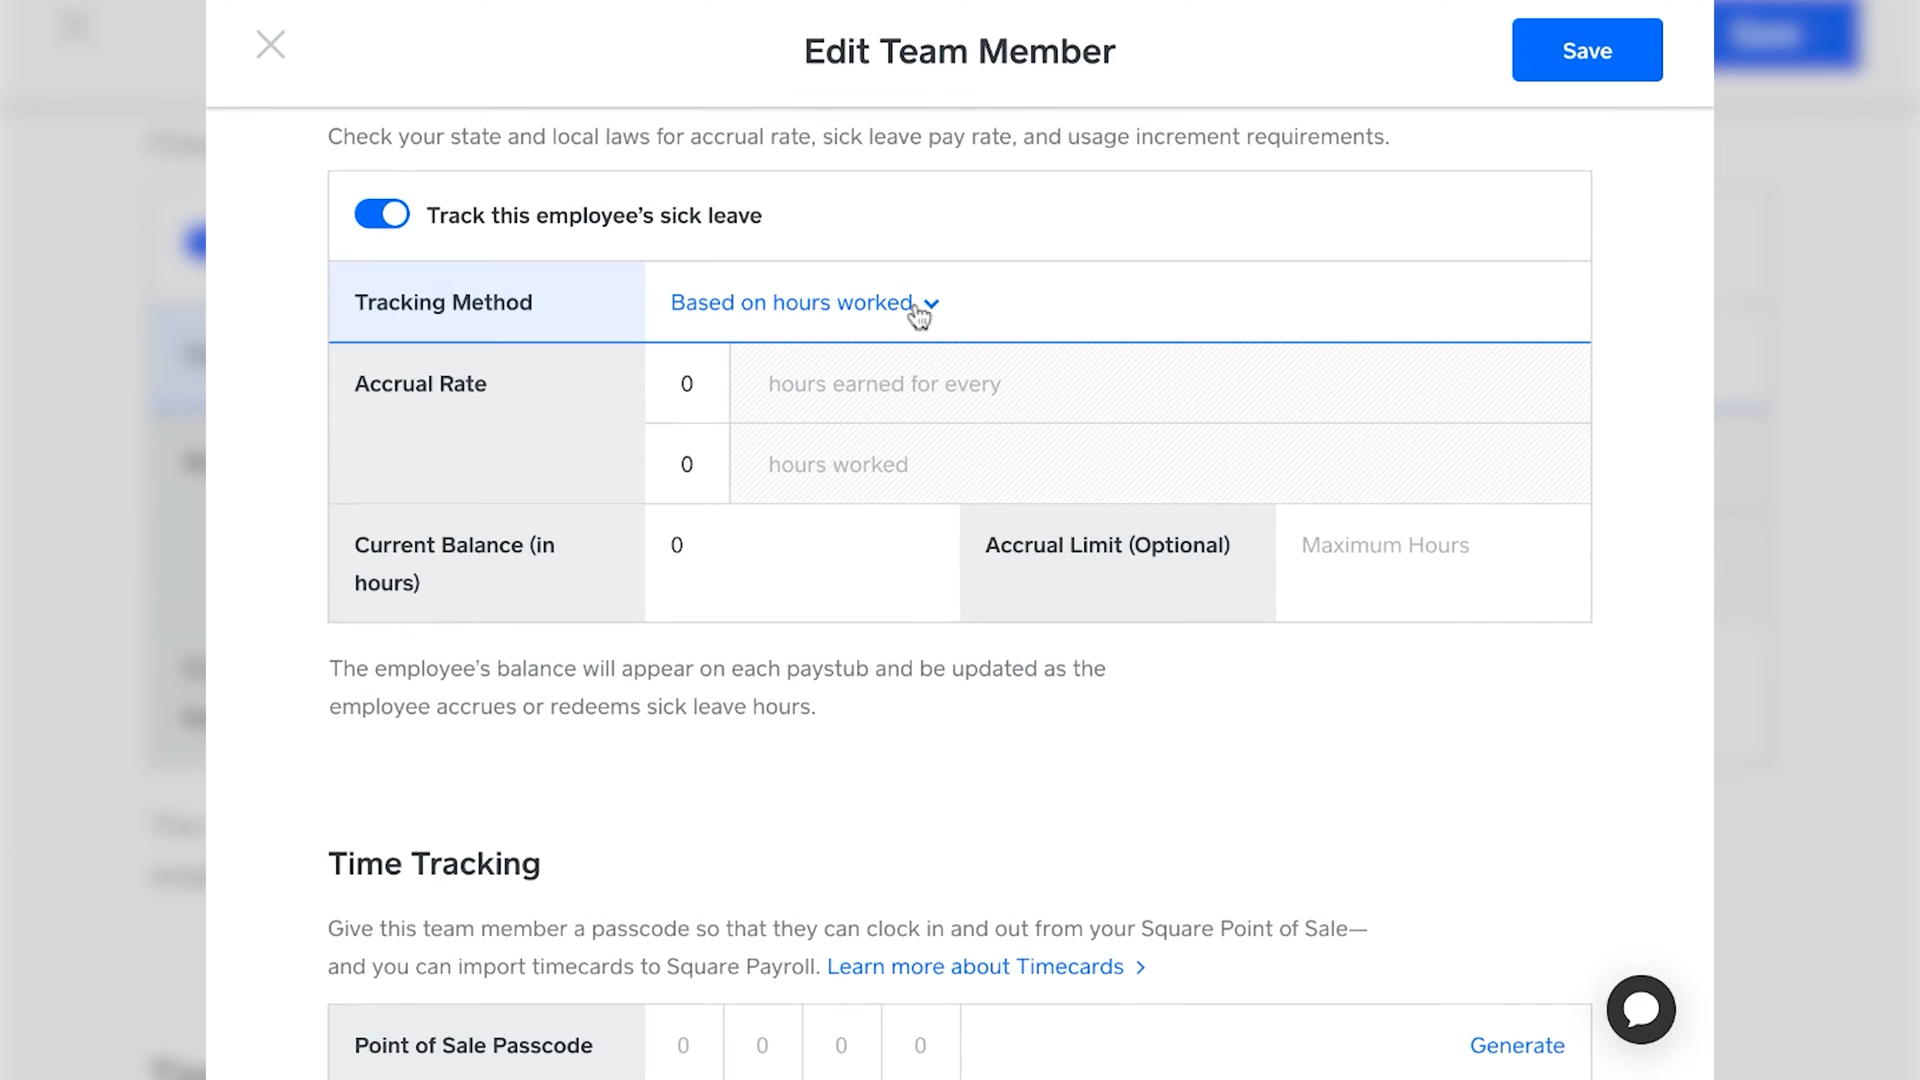 Edit Team Member
Save
Check your state and local laws for accrual rate, sick leave pay rate, and usage increment requirements.
Track this employee’s sick leave
Tracking Method
Based on hours worked
Accrual Rate
0
hours earned for every
0
hours worked
Current Balance (in
hours)
0
Accrual Limit (Optional)
Maximum Hours
The employee’s balance will appear on each paystub and be updated as the
employee accrues or redeems sick leave hours.
Time Tracking
Give this team member a passcode so that they can clock in and out from your Square Point of Sale—
and you can import timecards to Square Payroll. Learn more about Timecards >
Point of Sale Passcode
0 0 0 0
Generate